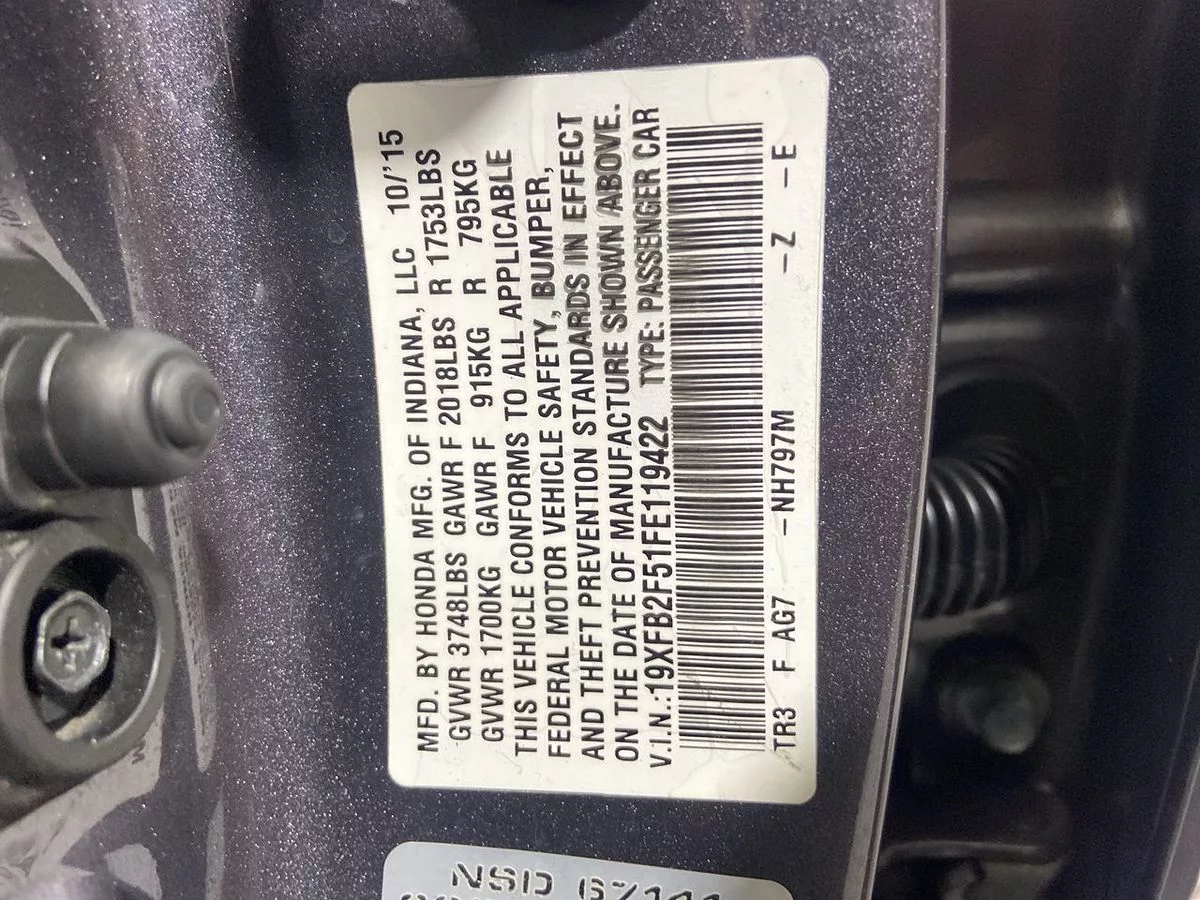 MFD. BY HONDA MFG. OF INDIANA, LLC 10/'15
GVWR 3748LBS GAWR F 2018LBS R 1753LBS
GVWR 1700KG GAWR F 915KG R 795KG
THIS VEHICLE CONFORMS TO ALL APPLICABLE
FEDERAL MOTOR VEHICLE SAFETY, BUMPER,
AND THEFT PREVENTION STANDARDS IN EFFECT
ON THE DATE OF MANUFACTURE SHOWN ABOVE.
V.I.N.:19XFB2F51FE119422 TYPE: PASSENGER CAR
TR3 F AG7 -NH797M -Z -E
NSD